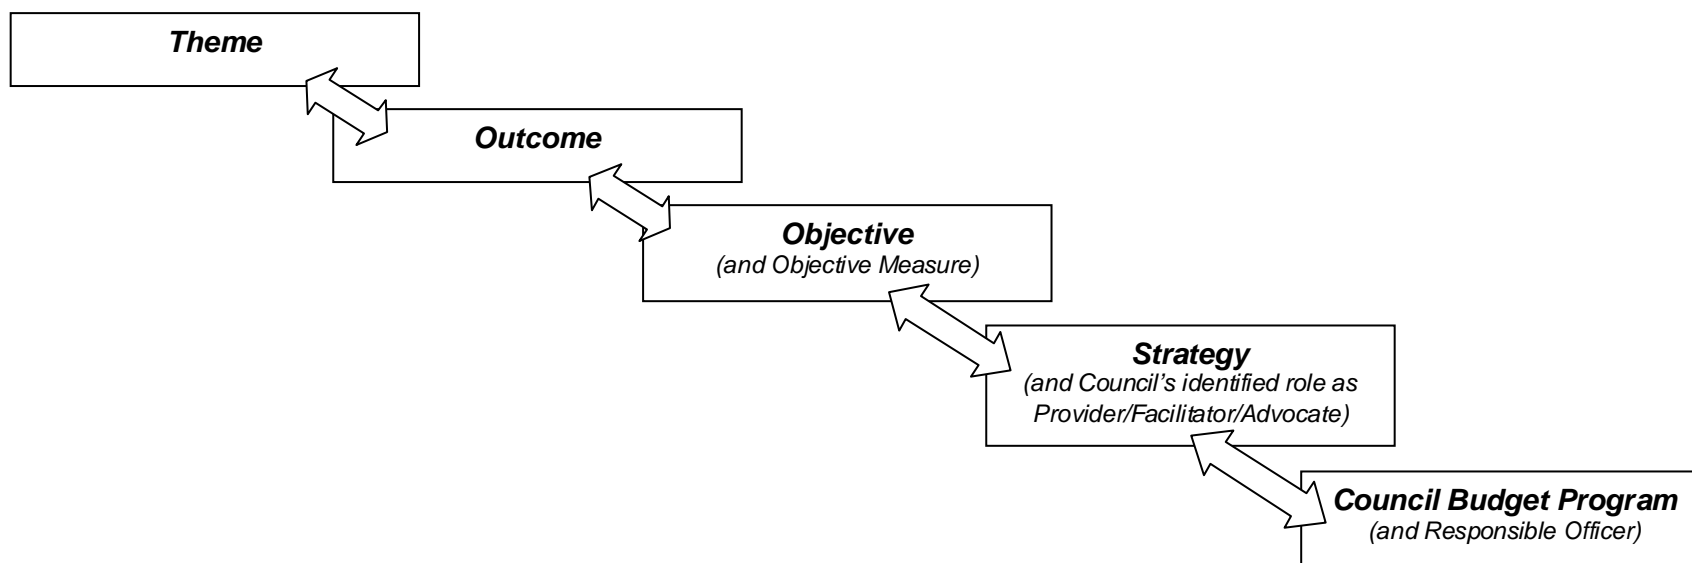 Theme
Outcome
Objective
(and Objective Measure)
Strategy
(and Council’s identified role as
Provider/Facilitator/Advocate)
Council Budget Program
(and Responsible Officer)